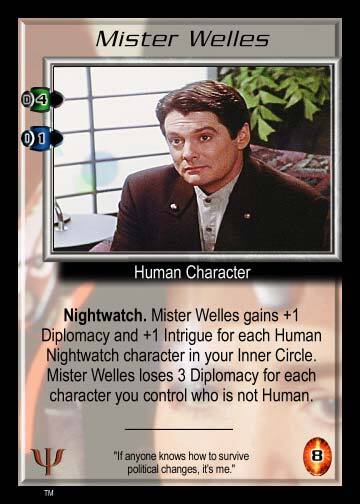 Mister Welles
4
1
Human Character
Nightwatch. Mister Welles gains +1
Diplomacy and +1 Intrigue for each Human
Nightwatch character in your Inner Circle.
Mister Welles loses 3 Diplomacy for each
character you control who is not Human.
"If anyone knows how to survive
political changes, it's me."
8
TM